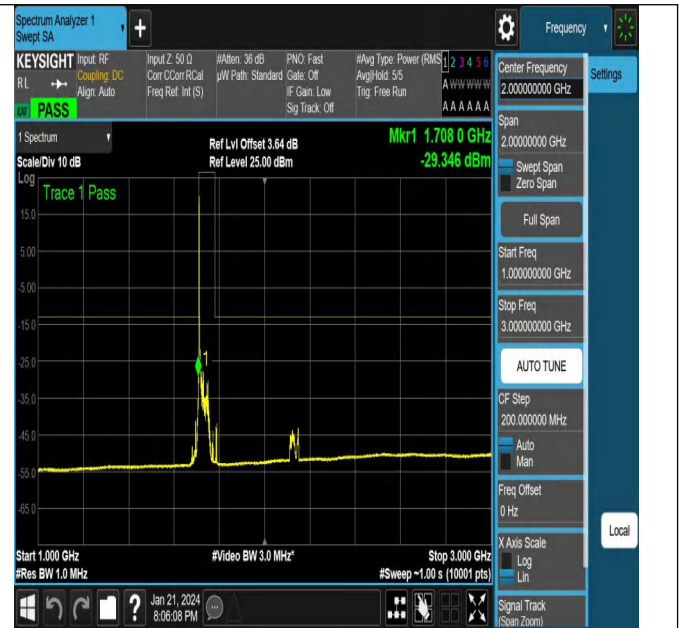 Spectrum Analyzer 1
Swept SA
+
Frequency
KEYSIGHT
RL
LXI PASS
Input: RF
Coupling: DC
Align: Auto
Input Z: 50 Ω
Corr CCorr RCal
Freq Ref: Int (S)
#Atten: 36 dB
µW Path: Standard
PNO: Fast
Gate: Off
IF Gain: Low
Sig Track: Off
#Avg Type: Power (RMS
Avg|Hold: 5/5
Trig: Free Run
1 2 3 4 5 6
A W W W W W
A A A A A A
Center Frequency
2.000000000 GHz
Settings
Span
2.00000000 GHz
Swept Span
Zero Span
Full Span
Start Freq
1.000000000 GHz
Stop Freq
3.000000000 GHz
AUTO TUNE
CF Step
200.000000 MHz
Auto
Man
Freq Offset
0 Hz
X Axis Scale
Log
Lin
Signal Track
(Span Zoom)
Local
1 Spectrum
Scale/Div 10 dB
Ref Lvl Offset 3.64 dB
Ref Level 25.00 dBm
Mkr1 1.708 0 GHz
-29.346 dBm
Log
Trace 1 Pass
15.0
5.00
-5.00
-15.0
-25.0
-35.0
-45.0
-55.0
-65.0
1
Start 1.000 GHz
#Res BW 1.0 MHz
#Video BW 3.0 MHz*
Stop 3.000 GHz
#Sweep ~1.00 s (10001 pts)
?
Jan 21, 2024
8:06:08 PM